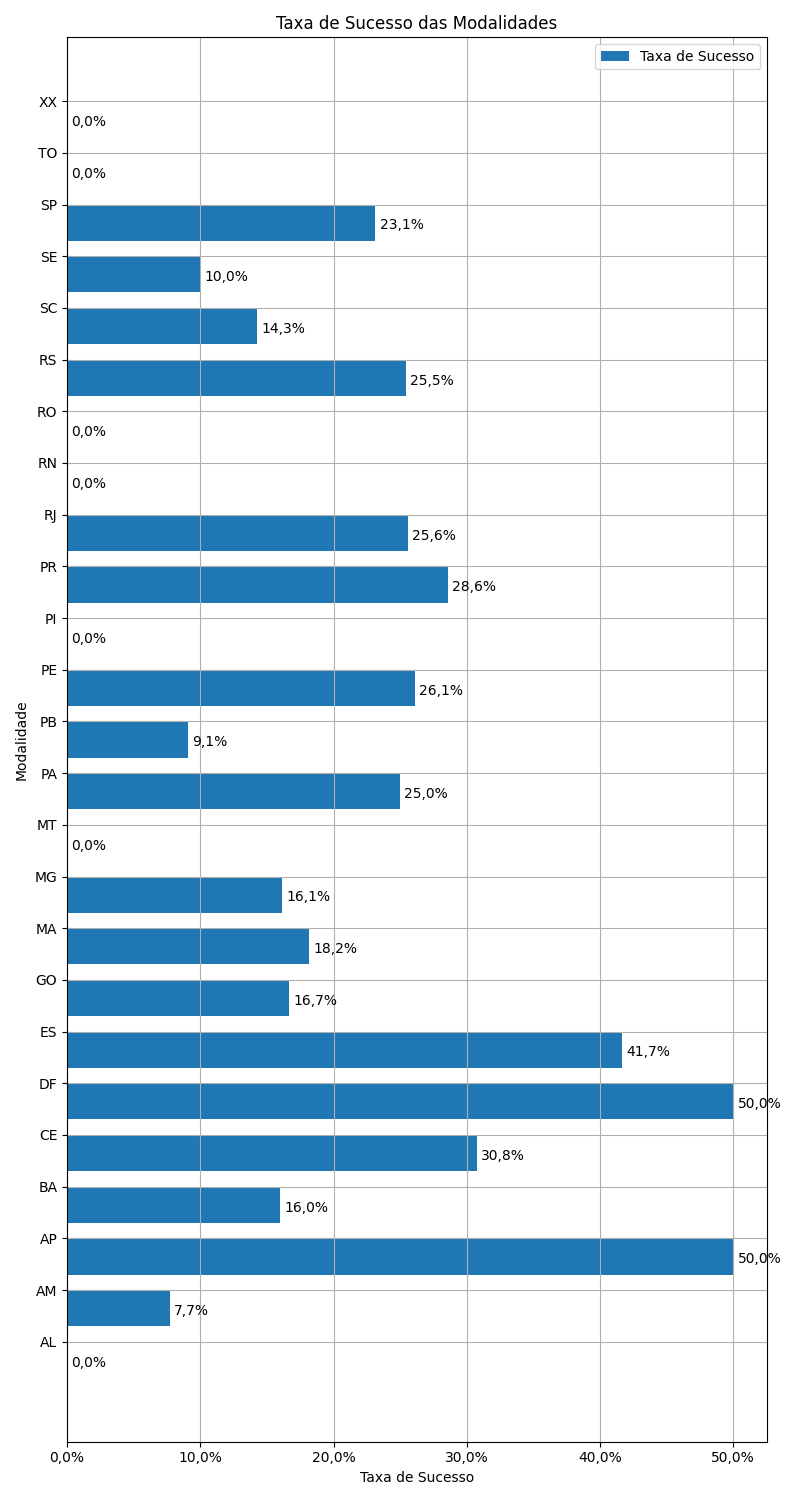 Taxa de Sucesso das Modalidades
Taxa de Sucesso
XX
0,0%
TO
0,0%
SP
23,1%
SE
10,0%
SC
14,3%
RS
25,5%
RO
0,0%
RN
0,0%
RJ
25,6%
PR
28,6%
PI
0,0%
PE
26,1%
PB
9,1%
PA
25,0%
MT
0,0%
MG
16,1%
MA
18,2%
GO
16,7%
ES
41,7%
DF
50,0%
CE
30,8%
BA
16,0%
AP
50,0%
AM
7,7%
AL
0,0%
Modalidade
0,0% 10,0% 20,0% 30,0% 40,0% 50,0%
Taxa de Sucesso